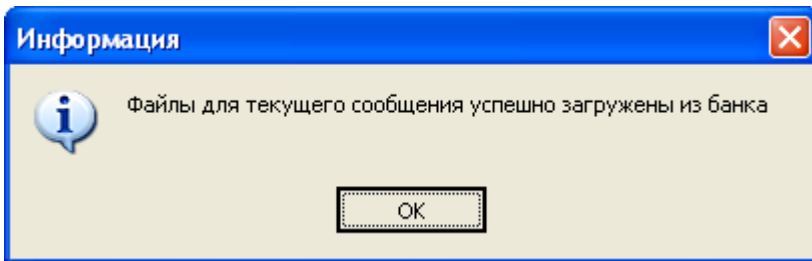 Информация
Файлы для текущего сообщения успешно загружены из банка
OK